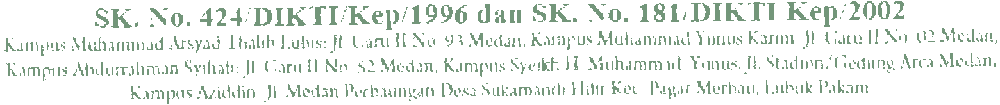 SK. No. 424/DIKTI/Kep/1996 dan SK. No. 181/DIKTI Kep/2002
Kampus Muhammad Arsyad Thalib Lubis: Jl. Garu II No. 93 Medan, Kampus Muhammad Yunus Karim Jl. Garu II No. 02 Medan,
Kampus Abdurrahman Syihab: Jl. Garu II No. 52 Medan, Kampus Syeikh H. Muhammad Yunus, Jl. Stadion/Gedung Arca Medan,
Kampus Aziddin Jl. Medan Perbaungan Desa Sukamandi Hilir Kec. Pagar Merbau, Lubuk Pakam